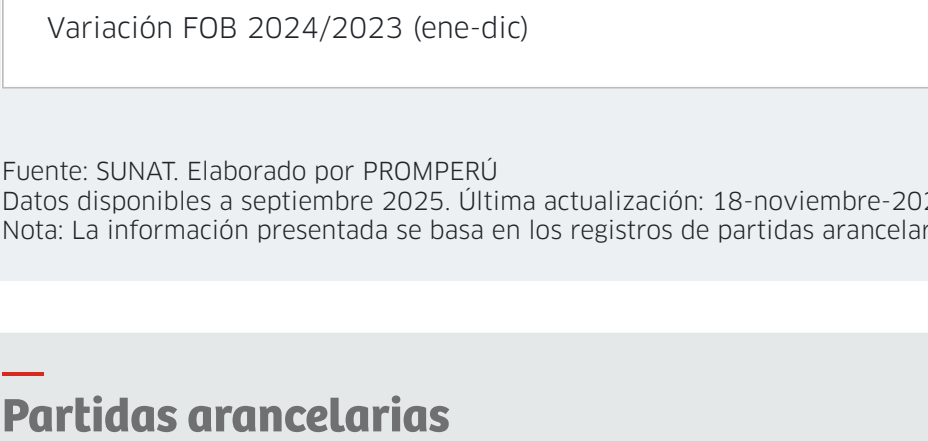 Variación FOB 2024/2023 (ene-dic)
Fuente: SUNAT. Elaborado por PROMPERÚ
Datos disponibles a septiembre 2025. Última actualización: 18-noviembre-202
Nota: La información presentada se basa en los registros de partidas arancelar
Partidas arancelarias